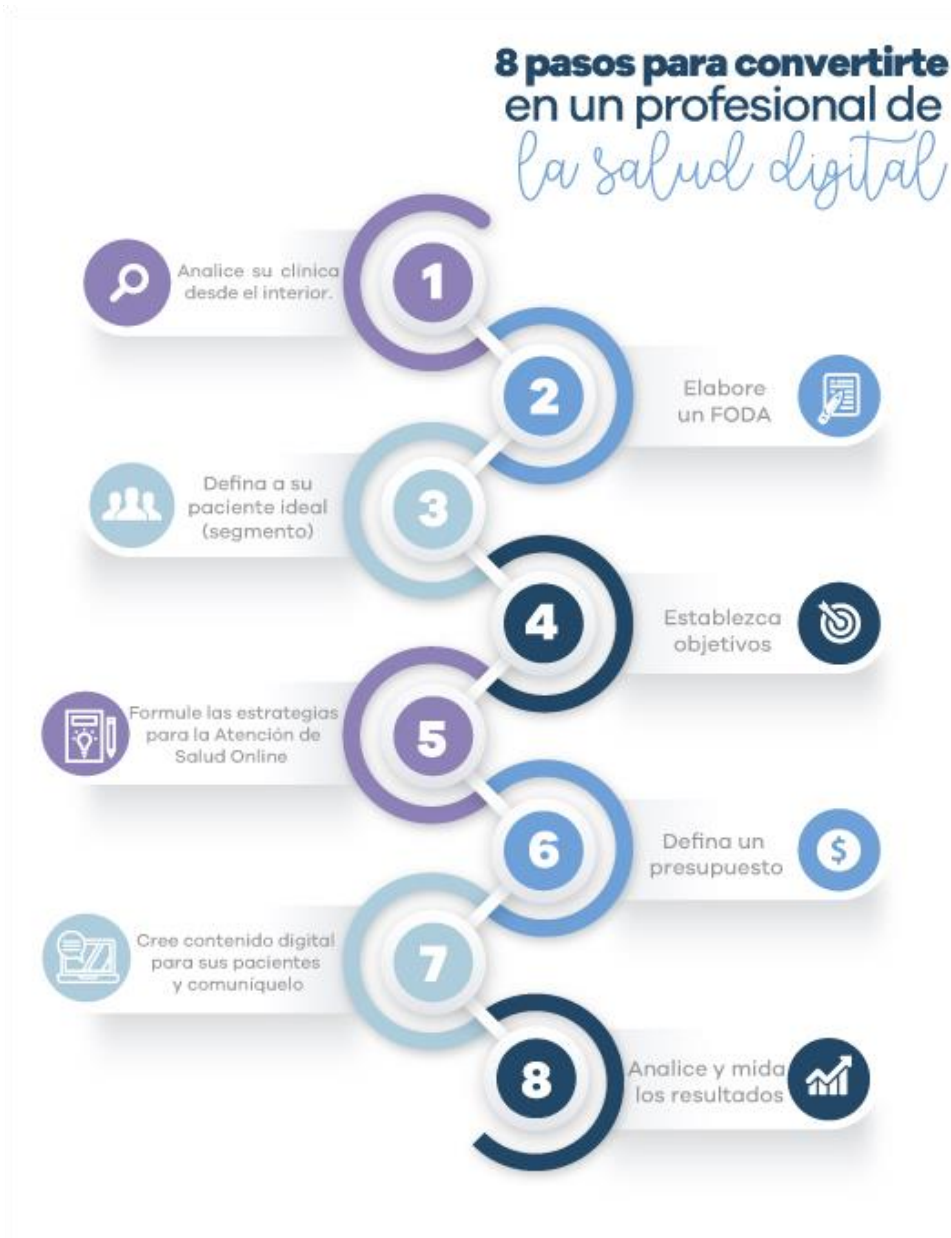 8 pasos para convertirte
en un profesional de
la salud digital
1
Analice su clínica
desde el interior.
2
Elabore
un FODA
3
Defina a su
paciente ideal
(segmento)
4
Establezca
objetivos
5
Formule las estrategias
para la Atención de
Salud Online
6
Defina un
presupuesto
$
7
Cree contenido digital
para sus pacientes
y comuníquelo
8
Analice y mida
los resultados